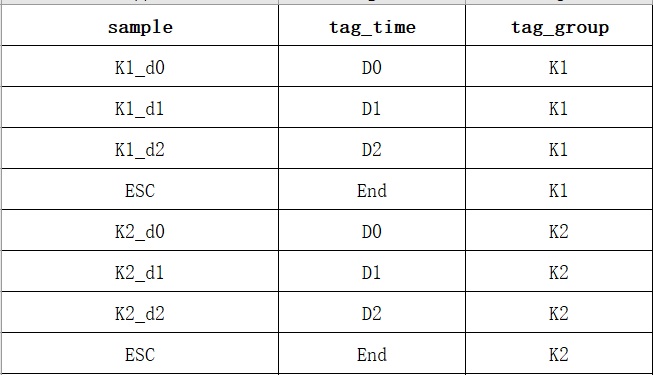 sample tag_time tag_group
K1_d0 D0 K1
K1_d1 D1 K1
K1_d2 D2 K1
ESC End K1
K2_d0 D0 K2
K2_d1 D1 K2
K2_d2 D2 K2
ESC End K2